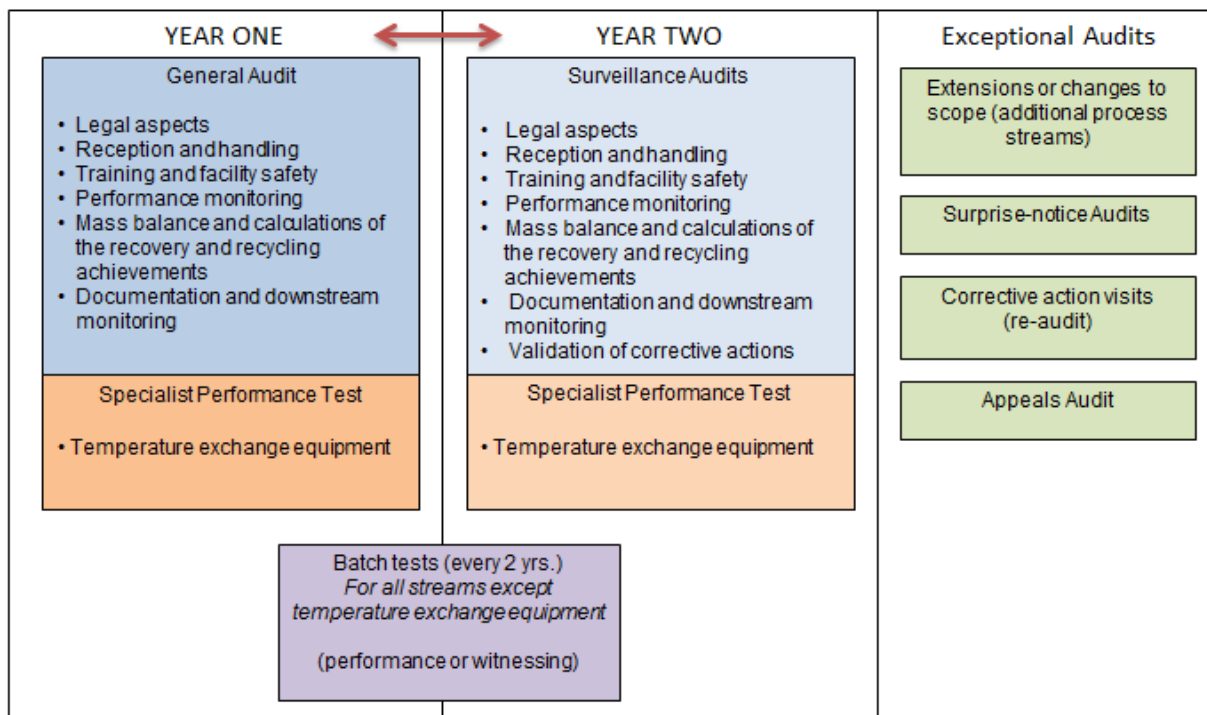 YEAR ONE
General Audit
• Legal aspects
• Reception and handling
• Training and facility safety
• Performance monitoring
• Mass balance and calculations of
the recovery and recycling
achievements
• Documentation and downstream
monitoring
Specialist Performance Test
• Temperature exchange equipment
YEAR TWO
Surveillance Audits
• Legal aspects
• Reception and handling
• Training and facility safety
• Performance monitoring
• Mass balance and calculations of
the recovery and recycling
achievements
• Documentation and downstream
monitoring
• Validation of corrective actions
Specialist Performance Test
• Temperature exchange equipment
Batch tests (every 2 yrs.)
For all streams except
temperature exchange equipment
(performance or witnessing)
Exceptional Audits
Extensions or changes to
scope (additional process
streams)
Surprise-notice Audits
Corrective action visits
(re-audit)
Appeals Audit